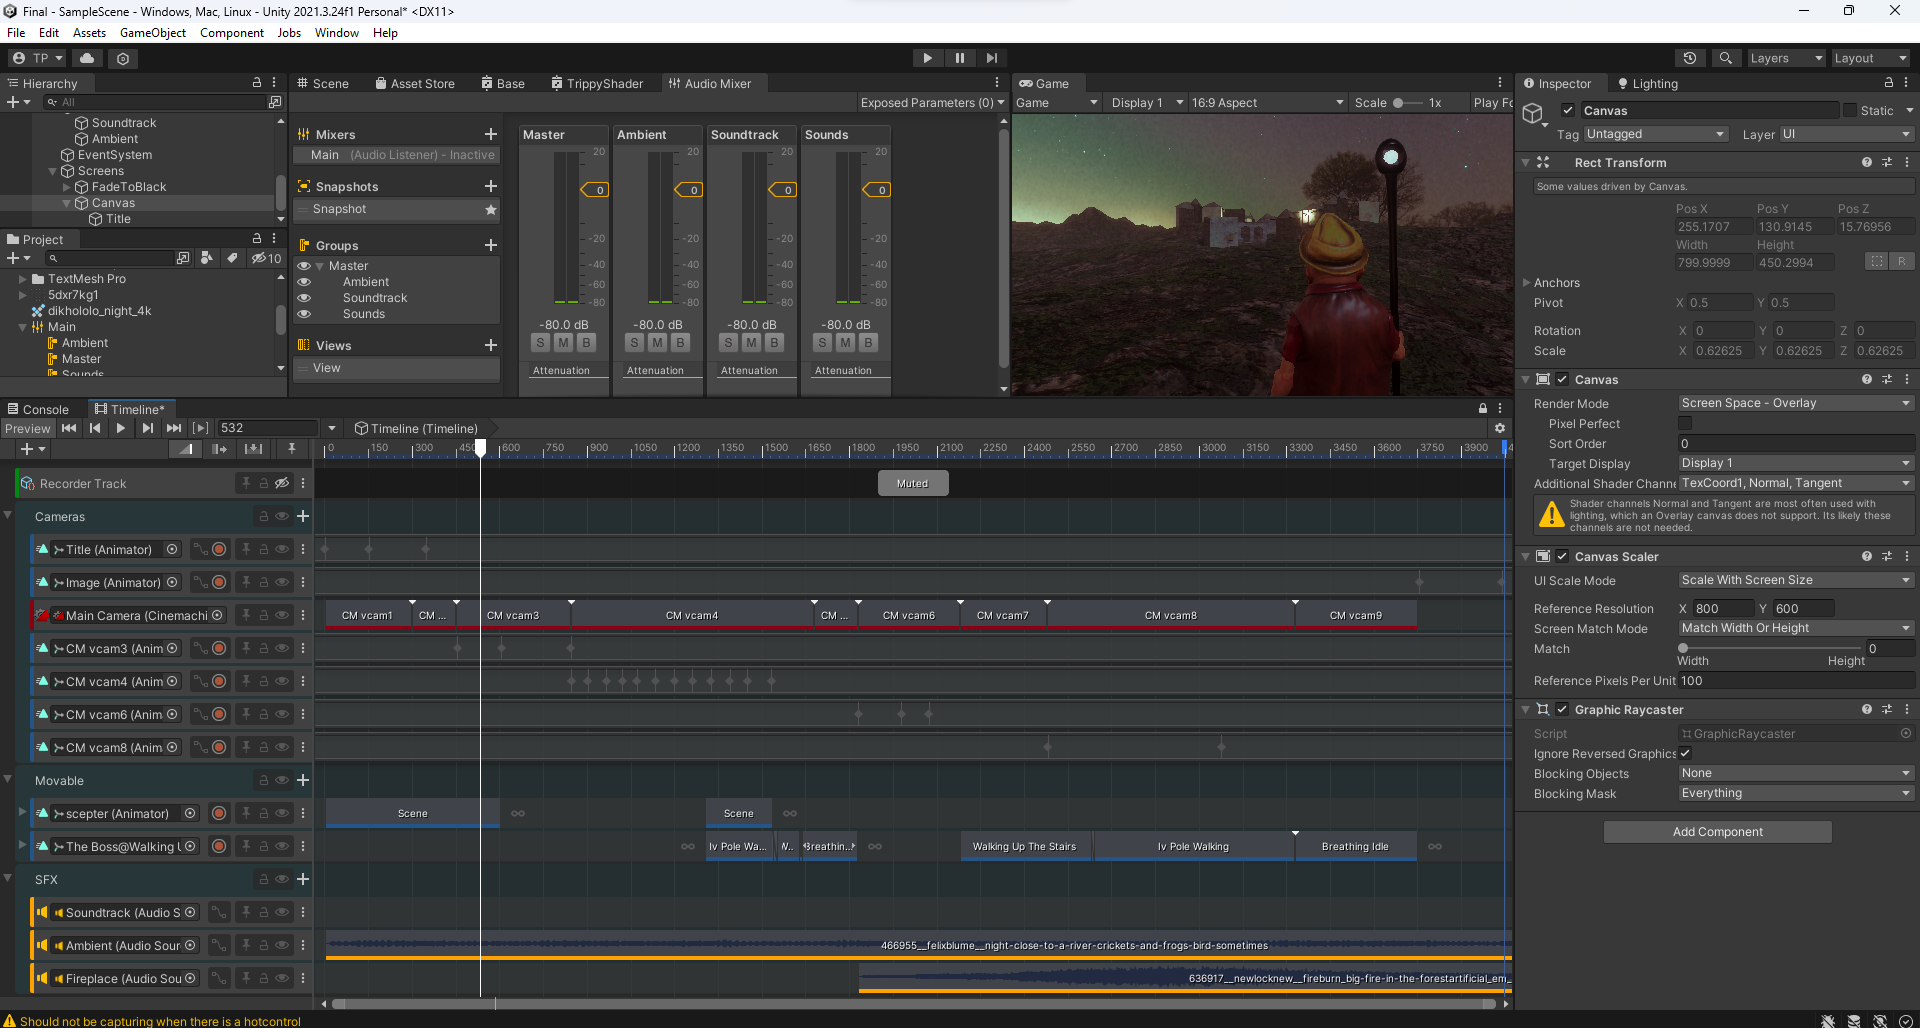 Final - SampleScene - Windows, Mac, Linux - Unity 2021.3.24f1 Personal* <DX11>
File Edit Assets GameObject Component Jobs Window Help
TP Layers Layout
Hierarchy
All
Soundtrack
Ambient
EventSystem
Screens
FadeToBlack
Canvas
Title
Project
10
TextMesh Pro
5dxr7kg1
dikhololo_night_4k
Main
Ambient
Master
Sounds
Scene Asset Store Base TrippyShader Audio Mixer
Exposed Parameters (0)
Mixers
Main (Audio Listener) - Inactive
Snapshots
Snapshot
Groups
Master
Ambient
Soundtrack
Sounds
Views
View
Master Ambient Soundtrack Sounds
20 20 20 20
0 0 0 0
-20 -20 -20 -20
-40 -40 -40 -40
-60 -60 -60 -60
-80 -80 -80 -80
-80.0 dB -80.0 dB -80.0 dB -80.0 dB
S M B S M B S M B S M B
Attenuation Attenuation Attenuation Attenuation
Game
Game Display 1 16:9 Aspect Scale 1x Play Fo
Inspector Lighting
Canvas Static
Tag Untagged Layer UI
Rect Transform
Some values driven by Canvas.
Pos X Pos Y Pos Z
255.1707 130.9145 15.76956
Width Height
799.9999 450.2994 R
Anchors
Pivot X 0.5 Y 0.5
Rotation X 0 Y 0 Z 0
Scale X 0.62625 Y 0.62625 Z 0.62625
Canvas
Render Mode Screen Space - Overlay
Pixel Perfect
Sort Order 0
Target Display Display 1
Additional Shader Channe TexCoord1, Normal, Tangent
Shader channels Normal and Tangent are most often used with
lighting, which an Overlay canvas does not support. Its likely these
channels are not needed.
Canvas Scaler
UI Scale Mode Scale With Screen Size
Reference Resolution X 800 Y 600
Screen Match Mode Match Width Or Height
Match 0
Width Height
Reference Pixels Per Unit 100
Graphic Raycaster
Script GraphicRaycaster
Ignore Reversed Graphics
Blocking Objects None
Blocking Mask Everything
Add Component
Console Timeline*
Preview 532 Timeline (Timeline)
0 150 300 450 600 750 900 1050 1200 1350 1500 1650 1800 1950 2100 2250 2400 2550 2700 2850 3000 3150 3300 3450 3600 3750 3900 4
Recorder Track Muted
Cameras
Title (Animator)
Image (Animator)
Main Camera (Cinemachi CM vcam1 CM ... CM vcam3 CM vcam4 CM ... CM vcam6 CM vcam7 CM vcam8 CM vcam9
CM vcam3 (Anim
CM vcam4 (Anim
CM vcam6 (Anim
CM vcam8 (Anim
Movable
scepter (Animator) Scene Scene
The Boss@Walking U Iv Pole Wa... W.. Breathin... Walking Up The Stairs Iv Pole Walking Breathing Idle
SFX
Soundtrack (Audio S
Ambient (Audio Sour 466955__felixblume__night-close-to-a-river-crickets-and-frogs-bird-sometimes
Fireplace (Audio Sou 636917__newlocknew__fireburn_big-fire-in-the-forestartificial_em_
Should not be capturing when there is a hotcontrol